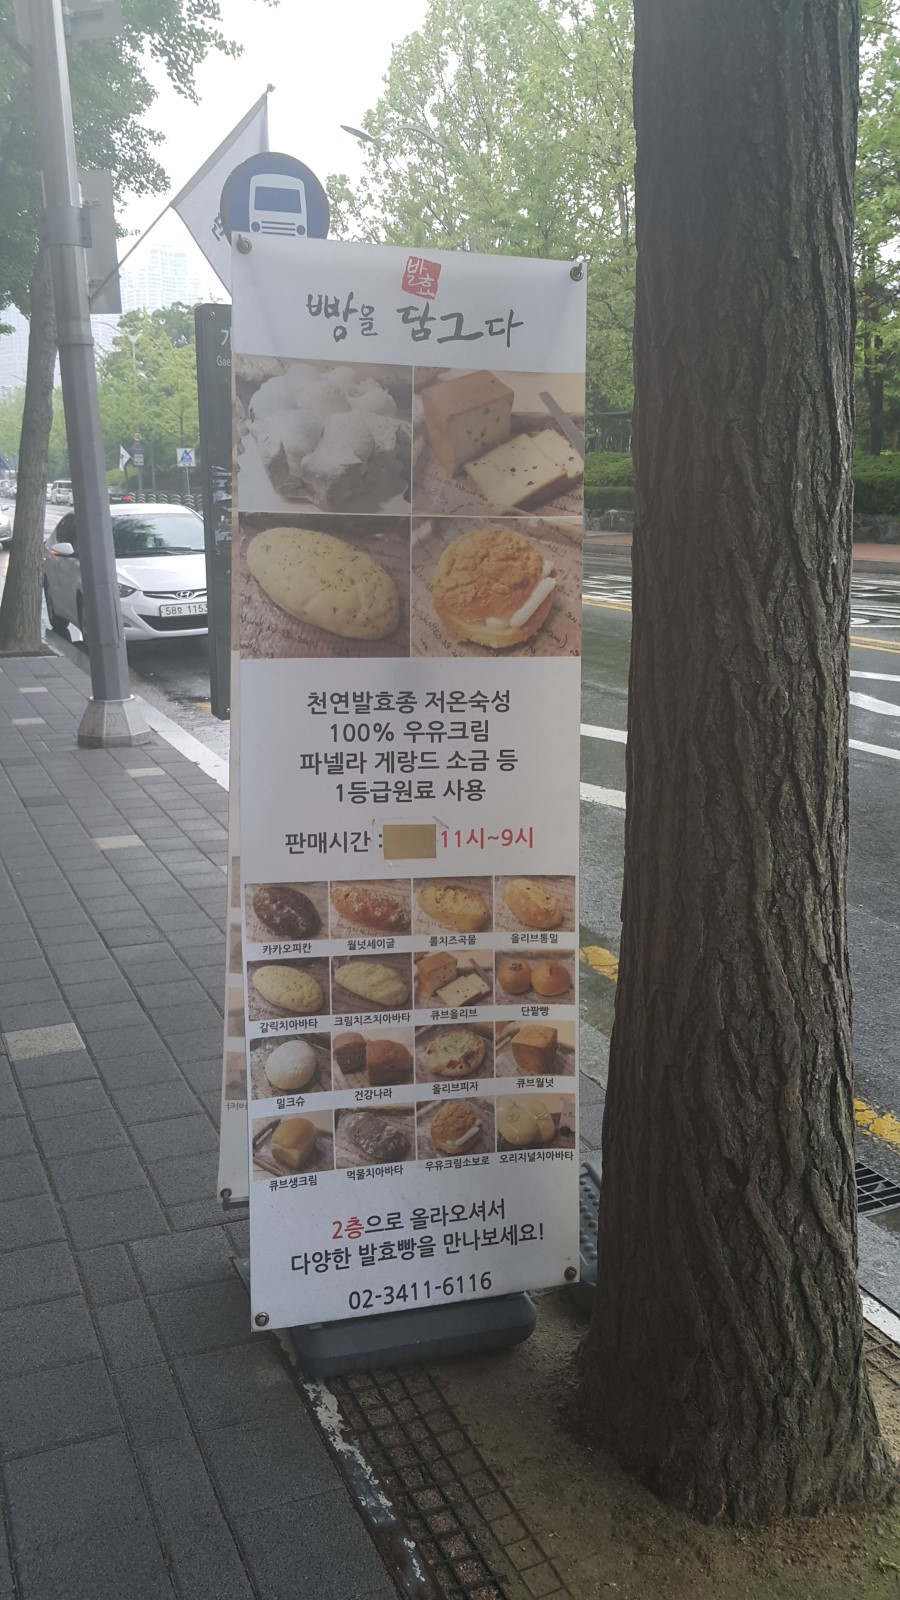 발효
빵을 담그다
천연발효종 저온숙성
100% 우유크림
파넬라 게랑드 소금 등
1등급원료 사용
판매시간 : 11시~9시
카카오피칸 월넛세이글 롤치즈곡물 올리브통밀
갈릭치아바타 크림치즈치아바타 큐브올리브 단팥빵
밀크슈 건강나라 올리브피자 큐브월넛
큐브생크림 먹물치아바타 우유크림소보로 오리지널치아바타
2층으로 올라오셔서
다양한 발효빵을 만나보세요!
02-3411-6116
58오 1153